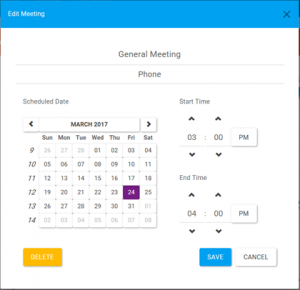 Edit Meeting
General Meeting
Phone
Scheduled Date
MARCH 2017
Sun Mon Tue Wed Thu Fri Sat
9 26 27 28 01 02 03 04
10 05 06 07 08 09 10 11
11 12 13 14 15 16 17 18
12 19 20 21 22 23 24 25
13 26 27 28 29 30 31 01
14 02 03 04 05 06 07 08
Start Time
03 : 00 PM
End Time
04 : 00 PM
DELETE
SAVE CANCEL